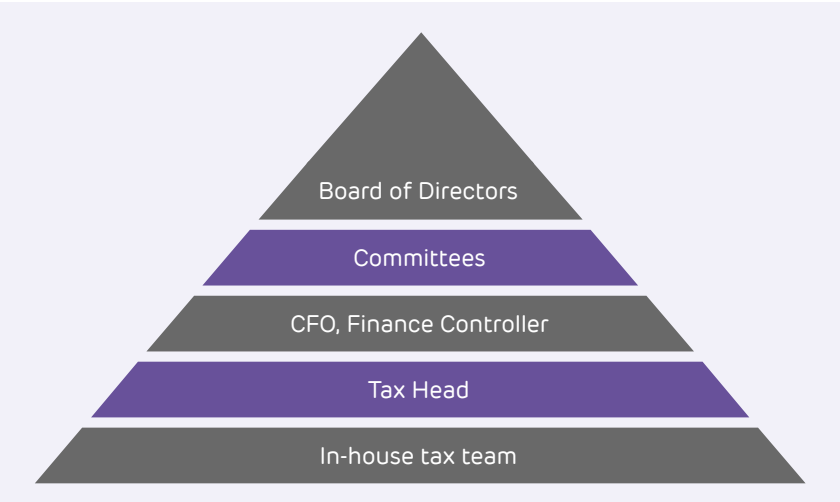 Board of Directors
Committees
CFO, Finance Controller
Tax Head
In-house tax team